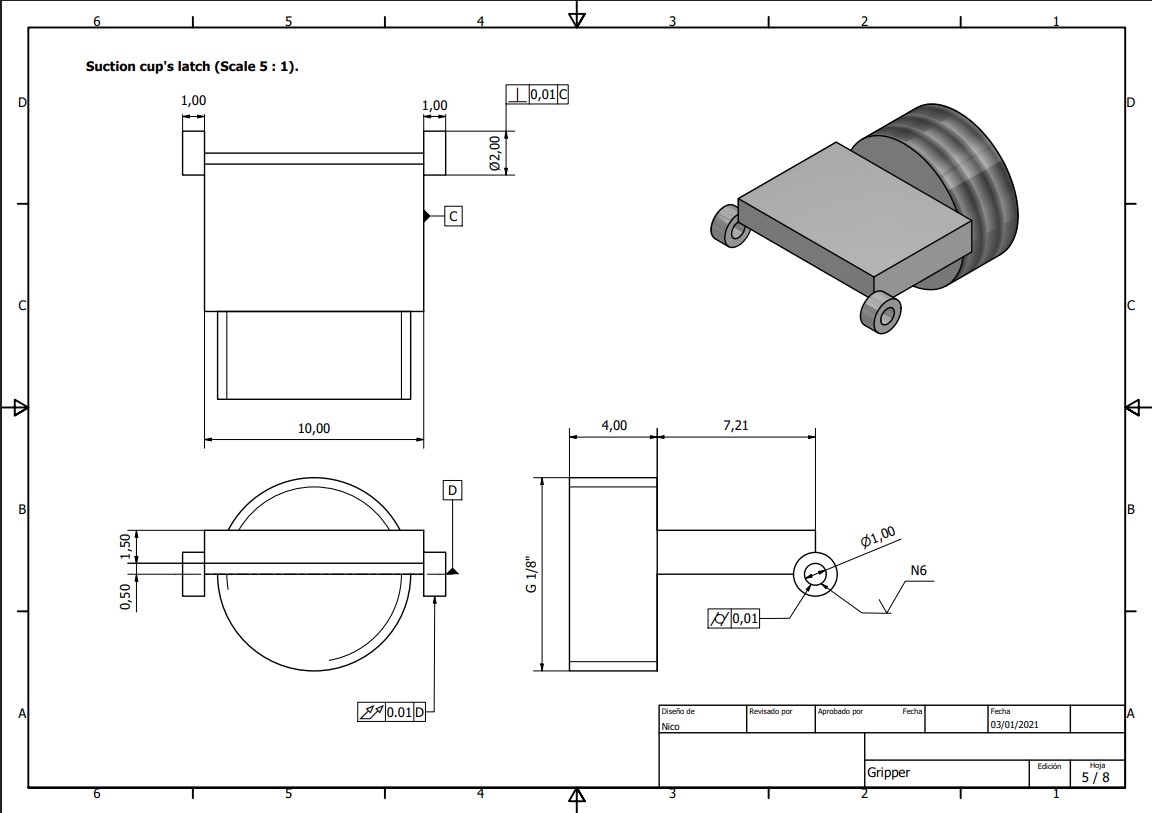 6 5 4 3 2 1
Suction cup's latch (Scale 5 : 1).
D D
1,00 1,00 ⊥ 0,01 C
Ø2,00
C
C C
10,00 4,00 7,21
D
B B
1,50 G 1/8" Ø1,00
N6
0,50 ⌭ 0,01
⌰ 0.01 D
A A
Diseño de Revisado por Aprobado por Fecha Fecha
Nico 03/01/2021
Edición Hoja
Gripper 5 / 8
6 5 4 3 2 1